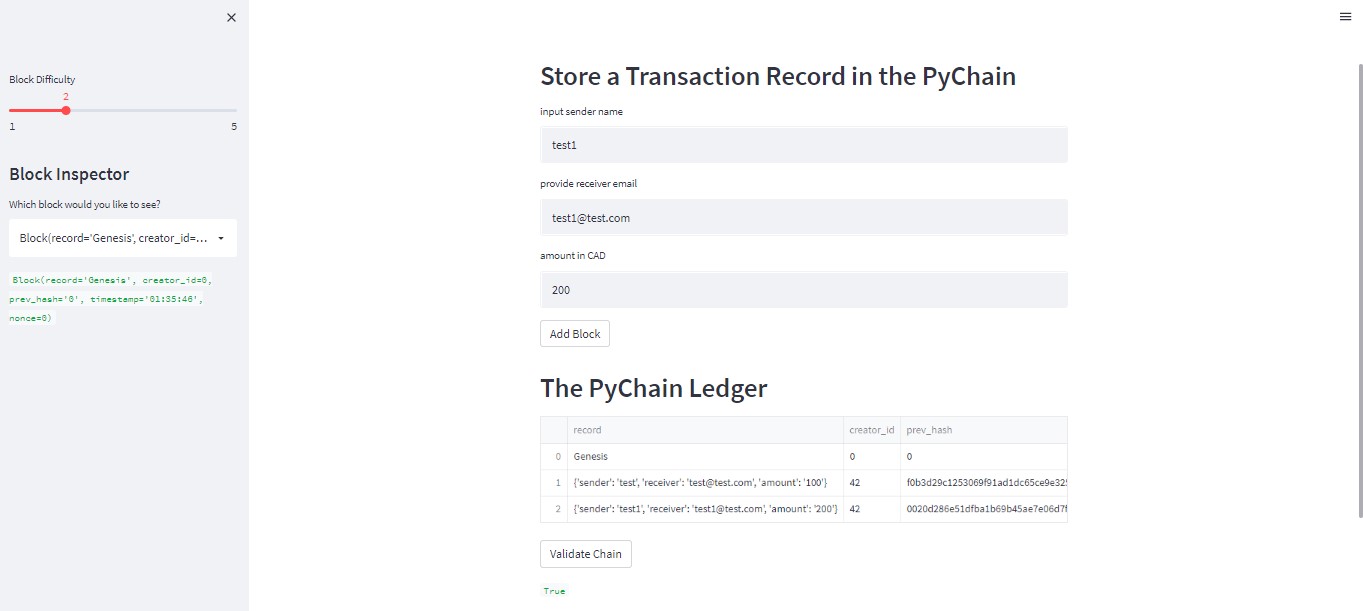 Block Difficulty
2
1 5
Block Inspector
Which block would you like to see?
Block(record='Genesis', creator_id=...
Block(record='Genesis', creator_id=0,
prev_hash='0', timestamp='01:35:46',
nonce=0)
Store a Transaction Record in the PyChain
input sender name
test1
provide receiver email
test1@test.com
amount in CAD
200
Add Block
The PyChain Ledger
record creator_id prev_hash
0 Genesis 0 0
1 {'sender': 'test', 'receiver': 'test@test.com', 'amount': '100'} 42 f0b3d29c1253069f91ad1dc65ce9e325
2 {'sender': 'test1', 'receiver': 'test1@test.com', 'amount': '200'} 42 0020d286e51dfba1b69b45ae7e06d7f
Validate Chain
True